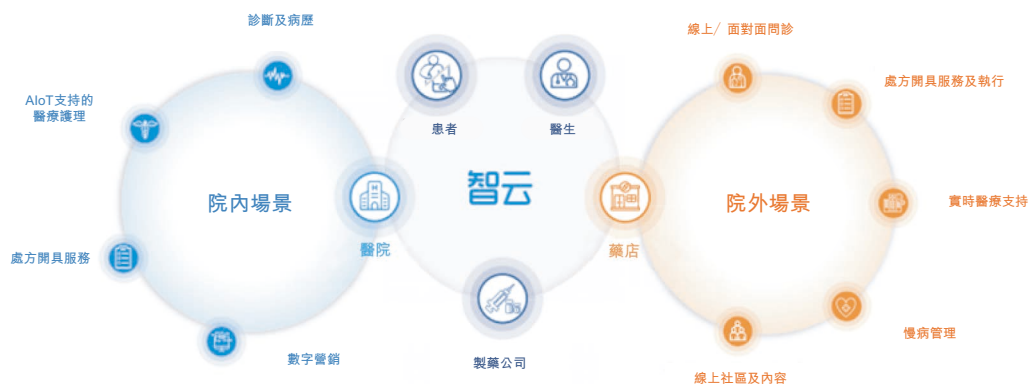 診斷及病歷
AIoT支持的
醫療護理
院內場景
處方開具服務
數字營銷
醫院
患者
醫生
智云
製藥公司
藥店
線上/ 面對面問診
處方開具服務及執行
院外場景
實時醫療支持
慢病管理
線上社區及內容